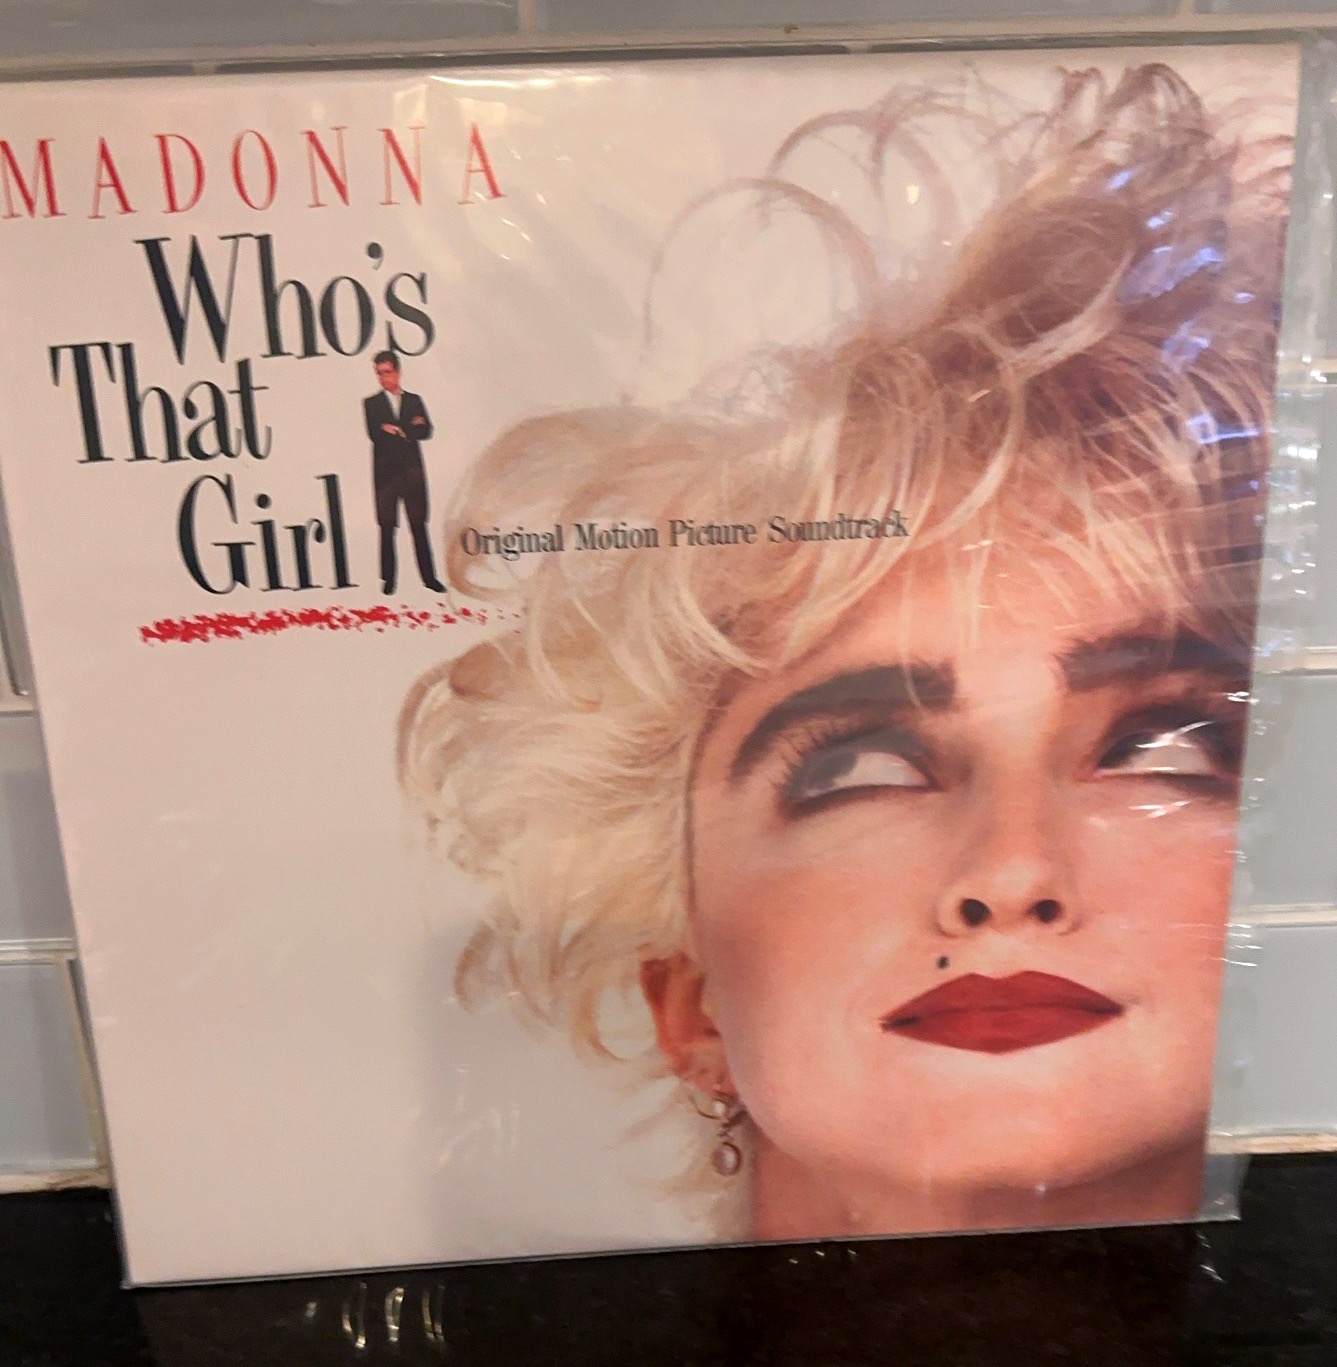 MADONNA
Who's
That
Girl
Original Motion Picture Soundtrack